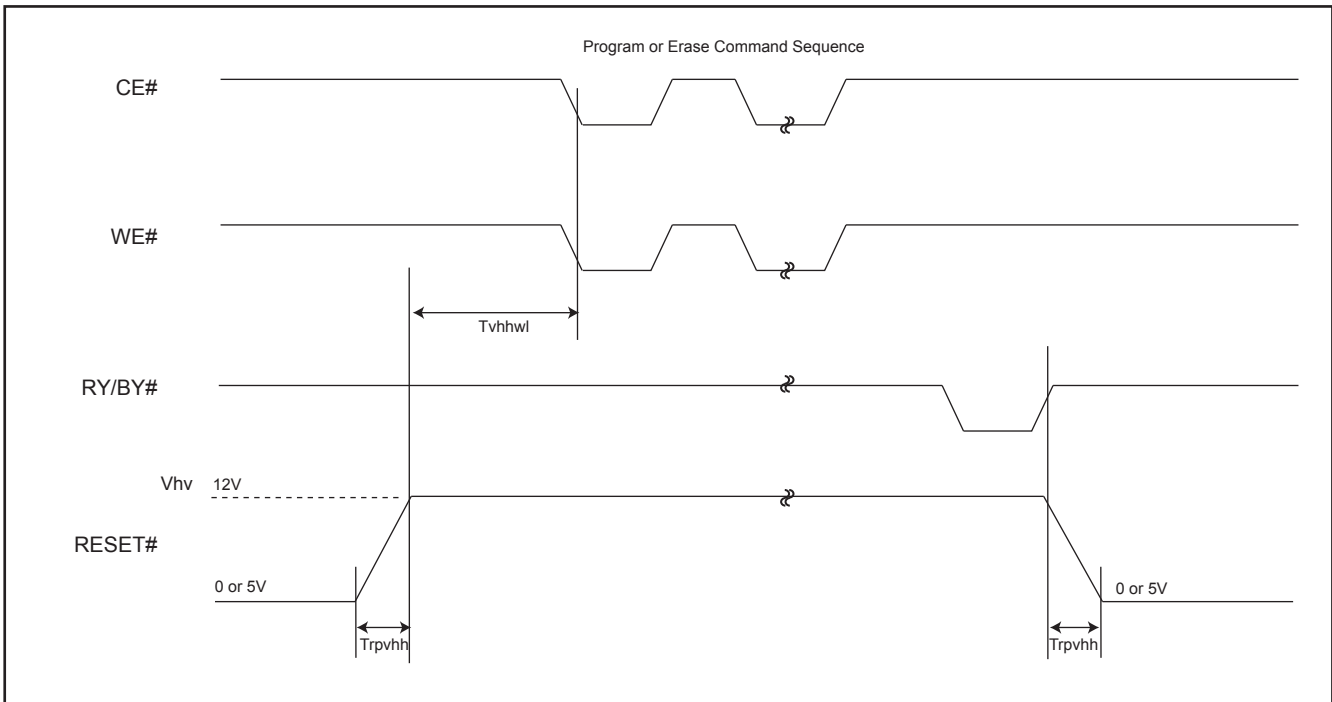 Program or Erase Command Sequence
CE#
WE#
Tvhhwl
RY/BY#
Vhv 12V
RESET#
0 or 5V 0 or 5V
Trpvhh Trpvhh